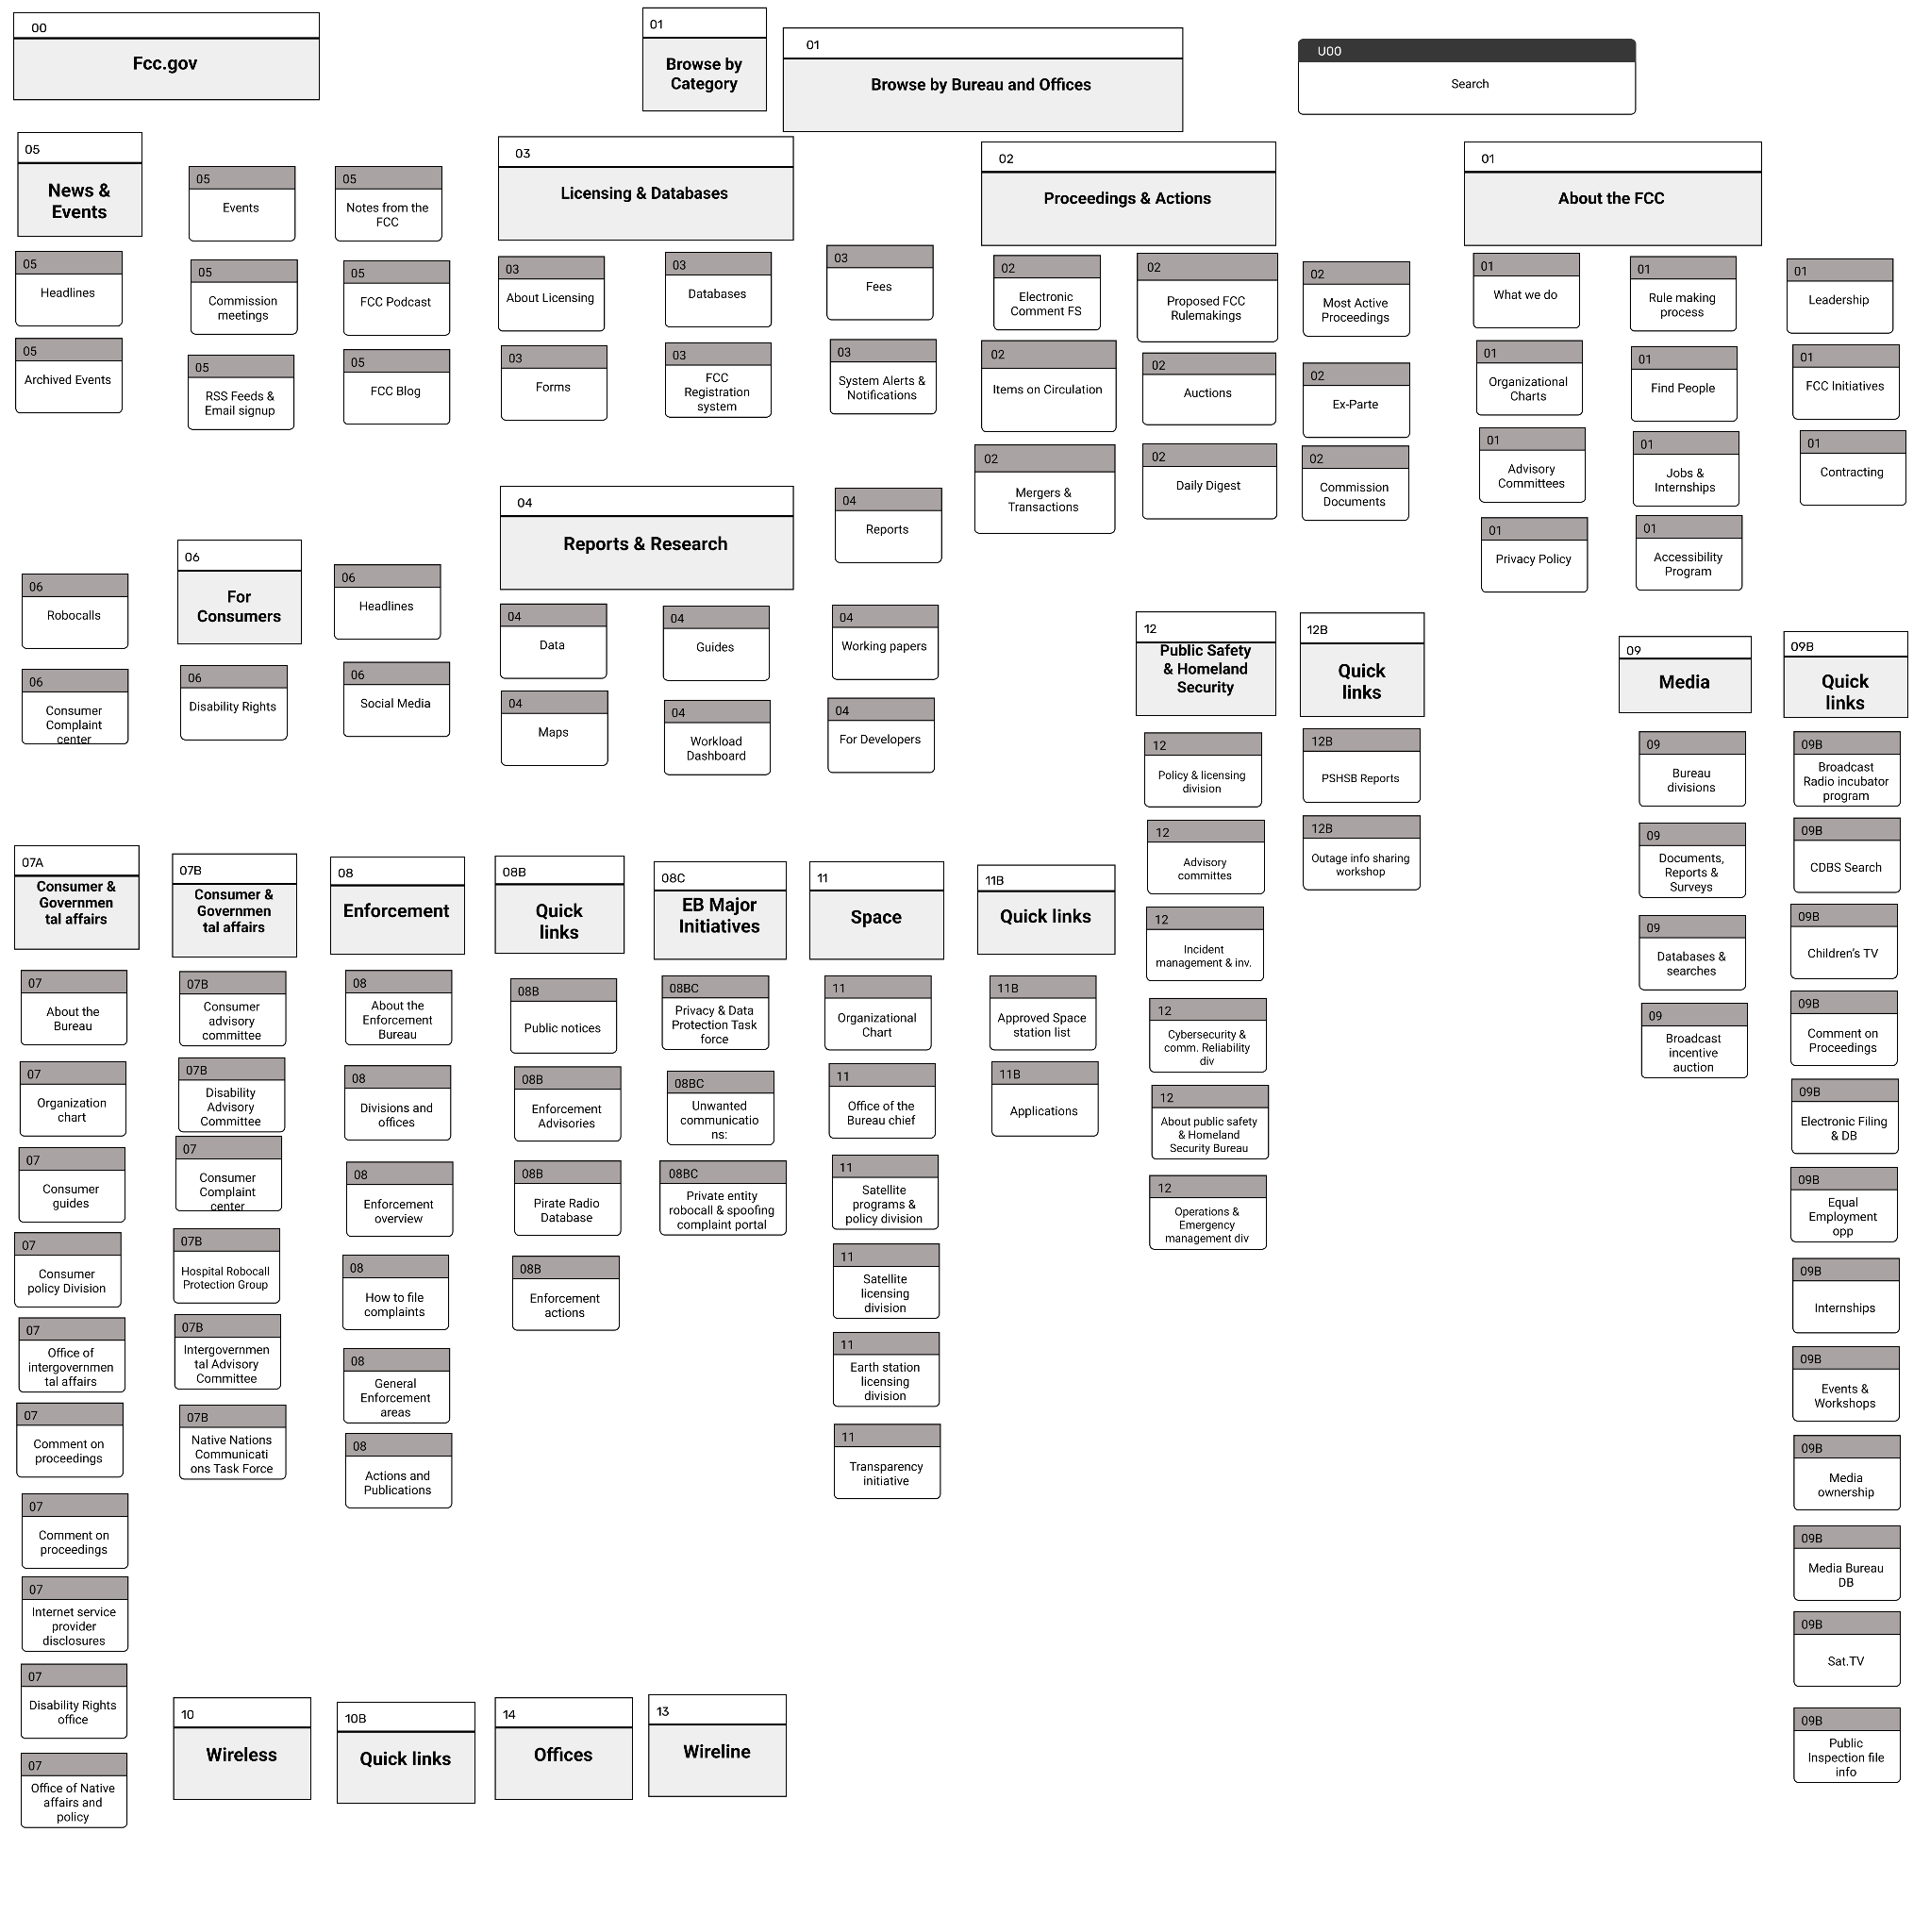 00
Fcc.gov
01
Browse by
Category
01
Browse by Bureau and Offices
U00
Search
05
News &
Events
05
Events
05
Notes from the
FCC
05
Headlines
05
Commission
meetings
05
FCC Podcast
05
Archived Events
05
RSS Feeds &
Email signup
05
FCC Blog
03
Licensing & Databases
03
About Licensing
03
Databases
03
Fees
03
Forms
03
FCC
Registration
system
03
System Alerts &
Notifications
02
Proceedings & Actions
02
Electronic
Comment FS
02
Proposed FCC
Rulemakings
02
Most Active
Proceedings
02
Items on Circulation
02
Auctions
02
Ex-Parte
02
Mergers &
Transactions
02
Daily Digest
02
Commission
Documents
01
About the FCC
01
What we do
01
Rule making
process
01
Leadership
01
Organizational
Charts
01
Find People
01
FCC Initiatives
01
Advisory
Committees
01
Jobs &
Internships
01
Contracting
01
Privacy Policy
01
Accessibility
Program
06
Robocalls
06
For
Consumers
06
Headlines
06
Consumer
Complaint
center
06
Disability Rights
06
Social Media
04
Reports & Research
04
Reports
04
Data
04
Guides
04
Working papers
04
Maps
04
Workload
Dashboard
04
For Developers
12
Public Safety
& Homeland
Security
12
Policy & licensing
division
12
Advisory
committes
12
Incident
management & inv.
12
Cybersecurity &
comm. Reliability
div
12
About public safety
& Homeland
Security Bureau
12
Operations &
Emergency
management div
12B
Quick
links
12B
PSHSB Reports
12B
Outage info sharing
workshop
09
Media
09
Bureau
divisions
09
Documents,
Reports &
Surveys
09
Databases &
searches
09
Broadcast
incentive
auction
09B
Quick
links
09B
Broadcast
Radio incubator
program
09B
CDBS Search
09B
Children's TV
09B
Comment on
Proceedings
09B
Electronic Filing
& DB
09B
Equal
Employment
opp
09B
Internships
09B
Events &
Workshops
09B
Media
ownership
09B
Media Bureau
DB
09B
Sat.TV
09B
Public
Inspection file
info
07A
Consumer &
Governmen
tal affairs
07
About the
Bureau
07
Organization
chart
07
Consumer
guides
07
Consumer
policy Division
07
Office of
intergovernmen
tal affairs
07
Comment on
proceedings
07
Comment on
proceedings
07
Internet service
provider
disclosures
07
Disability Rights
office
07
Office of Native
affairs and
policy
07B
Consumer &
Governmen
tal affairs
07B
Consumer
advisory
committee
07B
Disability
Advisory
Committee
07
Consumer
Complaint
center
07B
Hospital Robocall
Protection Group
07B
Intergovernmen
tal Advisory
Committee
07B
Native Nations
Communicati
ons Task Force
08
Enforcement
08
About the
Enforcement
Bureau
08
Divisions and
offices
08
Enforcement
overview
08
How to file
complaints
08
General
Enforcement
areas
08
Actions and
Publications
08B
Quick
links
08B
Public notices
08B
Enforcement
Advisories
08B
Pirate Radio
Database
08B
Enforcement
actions
08C
EB Major
Initiatives
08BC
Privacy & Data
Protection Task
force
08BC
Unwanted
communicatio
ns:
08BC
Private entity
robocall & spoofing
complaint portal
11
Space
11
Organizational
Chart
11
Office of the
Bureau chief
11
Satellite
programs &
policy division
11
Satellite
licensing
division
11
Earth station
licensing
division
11
Transparency
initiative
11B
Quick links
11B
Approved Space
station list
11B
Applications
10
Wireless
10B
Quick links
14
Offices
13
Wireline